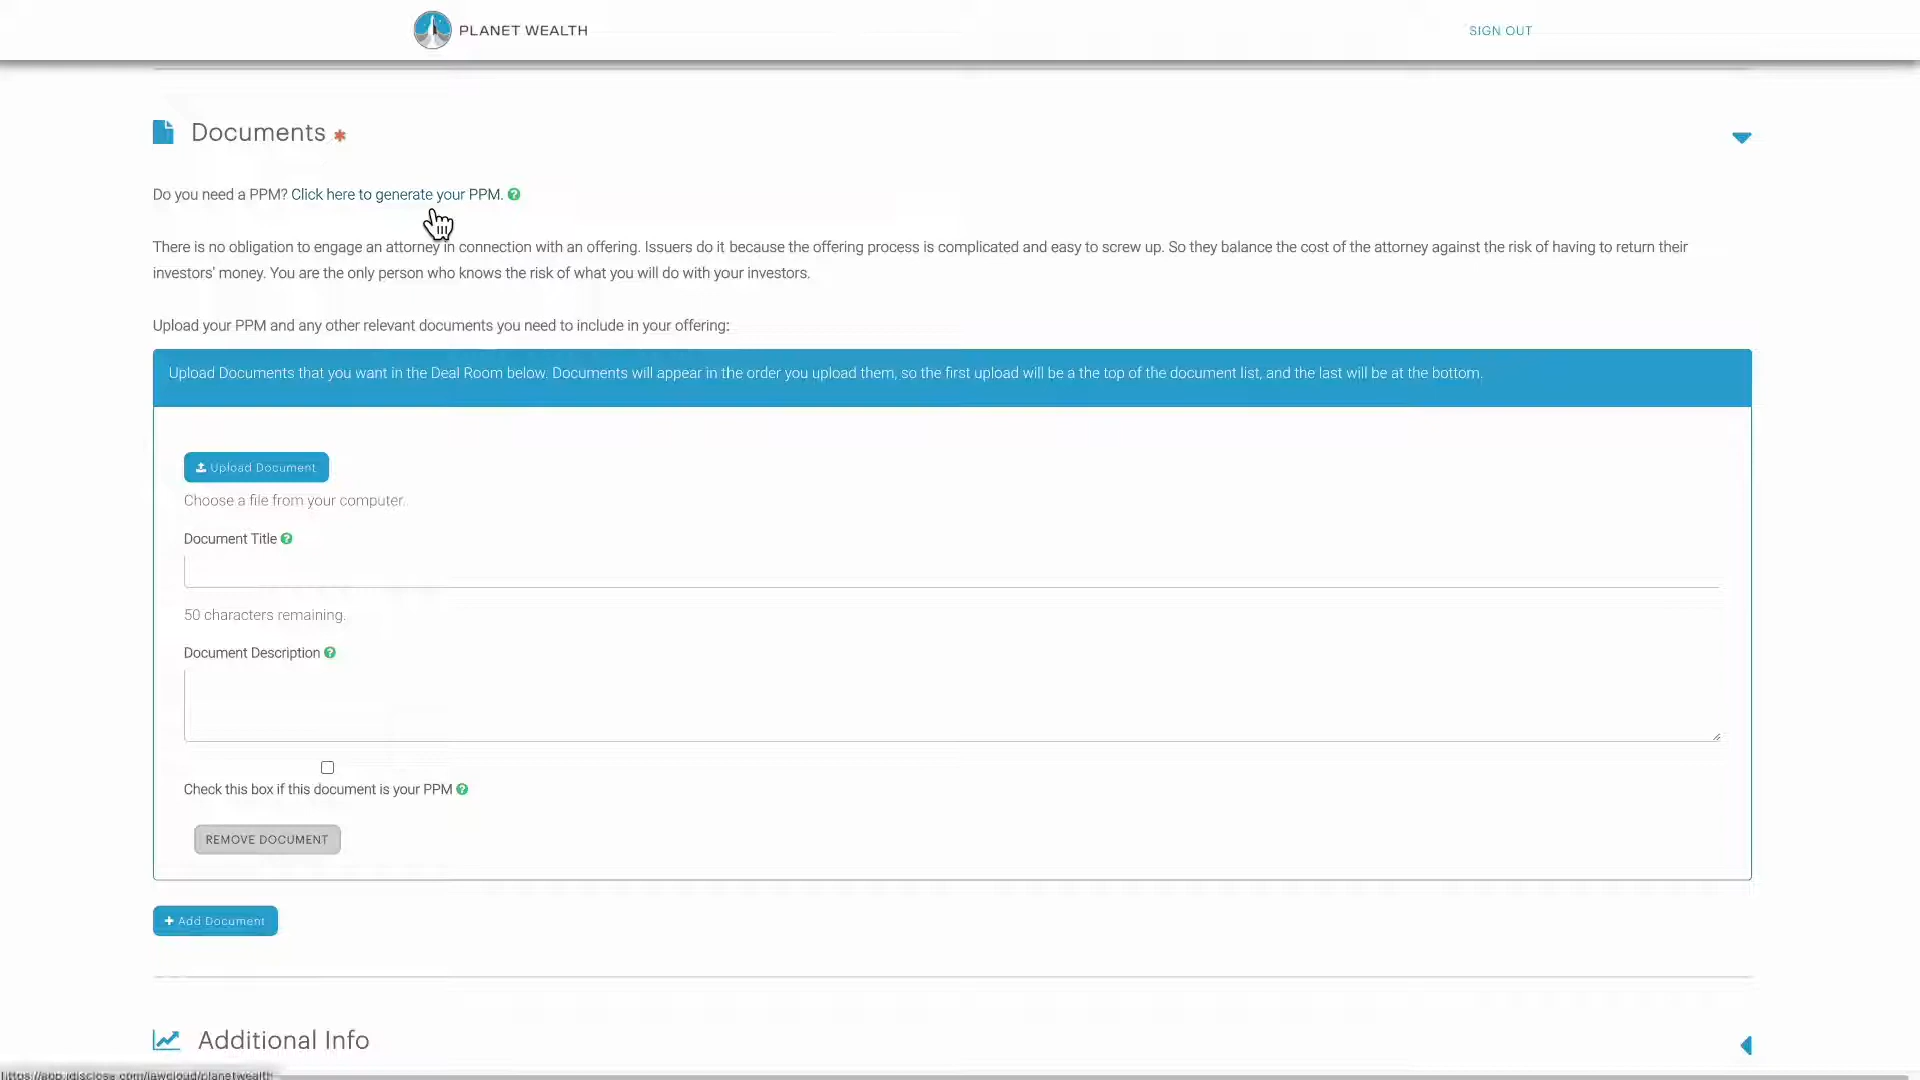 PLANET WEALTH
SIGN OUT
Documents *
Do you need a PPM? Click here to generate your PPM. ?
There is no obligation to engage an attorney in connection with an offering. Issuers do it because the offering process is complicated and easy to screw up. So they balance the cost of the attorney against the risk of having to return their
investors' money. You are the only person who knows the risk of what you will do with your investors.
Upload your PPM and any other relevant documents you need to include in your offering:
Upload Documents that you want in the Deal Room below. Documents will appear in the order you upload them, so the first upload will be a the top of the document list, and the last will be at the bottom.
Upload Document
Choose a file from your computer.
Document Title ?
50 characters remaining.
Document Description ?
Check this box if this document is your PPM ?
REMOVE DOCUMENT
+ Add Document
Additional Info
https://app.idisclose.com/lawcloud/planetwealth